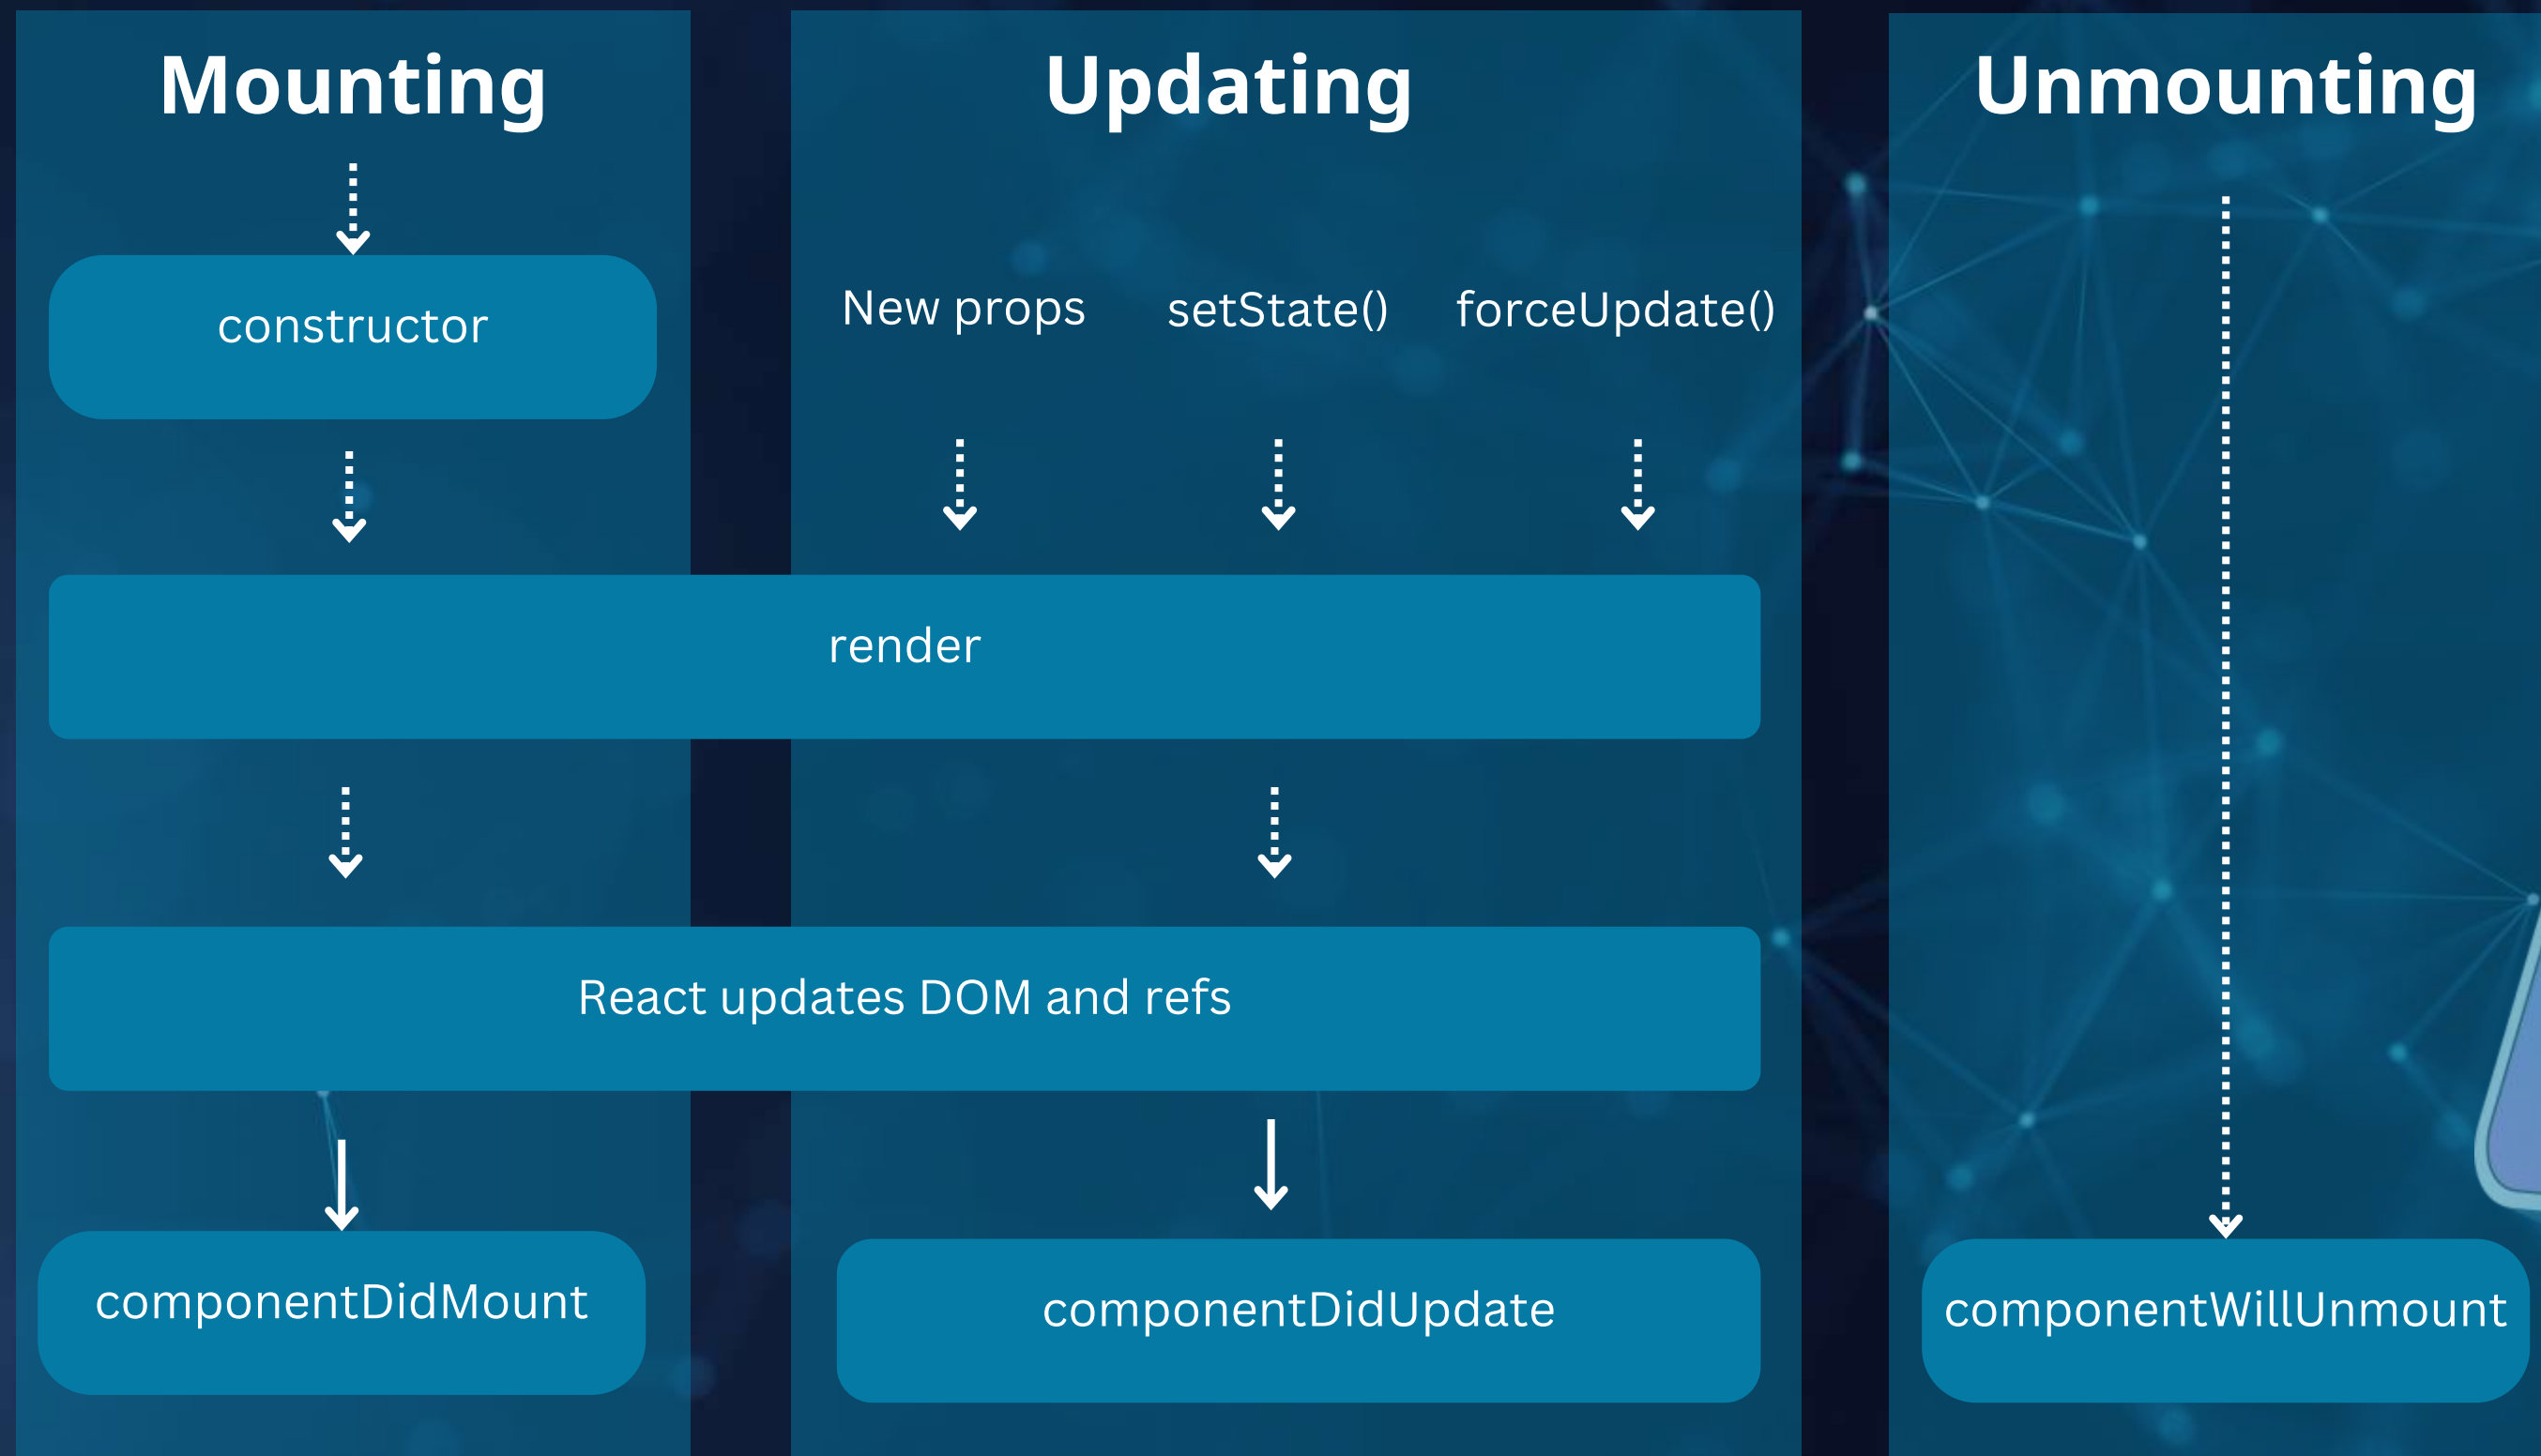 Mounting
Updating
Unmounting
constructor
New props
setState()
forceUpdate()
render
React updates DOM and refs
componentDidMount
componentDidUpdate
componentWillUnmount